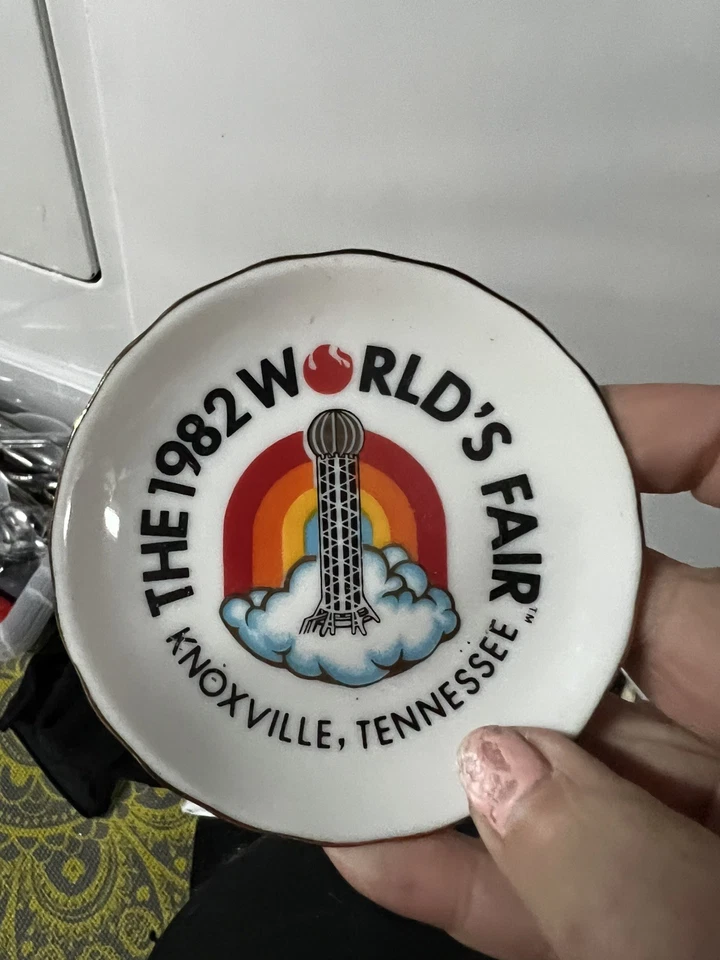 THE 1982 WORLD'S FAIR™
KNOXVILLE, TENNESSEE